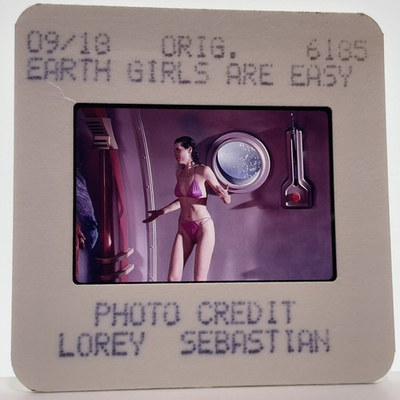 09/18 ORIG. 6185
EARTH GIRLS ARE EASY
PHOTO CREDIT
LOREY SEBASTIAN